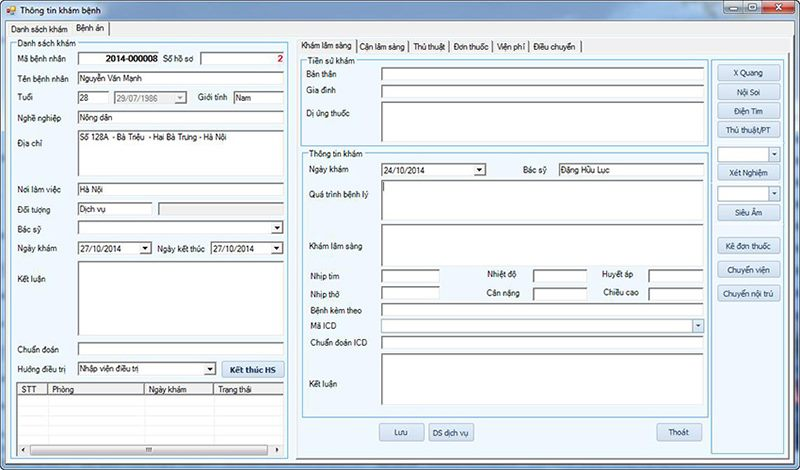 Thông tin khám bệnh
Danh sách khám Bệnh án
Danh sách khám
Mã bệnh nhân 2014-000008 Số hồ sơ 2
Tên bệnh nhân Nguyễn Văn Mạnh
Tuổi 28 29/07/1986 Giới tính Nam
Nghề nghiệp Nông dân
Địa chỉ Số 128A - Bà Triệu - Hai Bà Trưng - Hà Nội
Nơi làm việc Hà Nội
Đối tượng Dịch vụ
Bác sỹ
Ngày khám 27/10/2014 Ngày kết thúc 27/10/2014
Kết luận
Chuẩn đoán
Hướng điều trị Nhập viện điều trị Kết thúc HS
STT Phòng Ngày khám Trạng thái
Khám lâm sàng Cận lâm sàng Thủ thuật Đơn thuốc Viện phí Điều chuyển
Tiền sử khám
Bản thân
Gia đình
Dị ứng thuốc
Thông tin khám
Ngày khám 24/10/2014 Bác sỹ Đặng Hữu Lục
Quá trình bệnh lý
Khám lâm sàng
Nhịp tim Nhiệt độ Huyết áp
Nhịp thở Cân nặng Chiều cao
Bệnh kèm theo
Mã ICD
Chuẩn đoán ICD
Kết luận
Lưu DS dịch vụ Thoát
X Quang
Nội Soi
Điện Tim
Thủ thuật/PT
Xét Nghiệm
Siêu Âm
Kê đơn thuốc
Chuyển viện
Chuyển nội trú